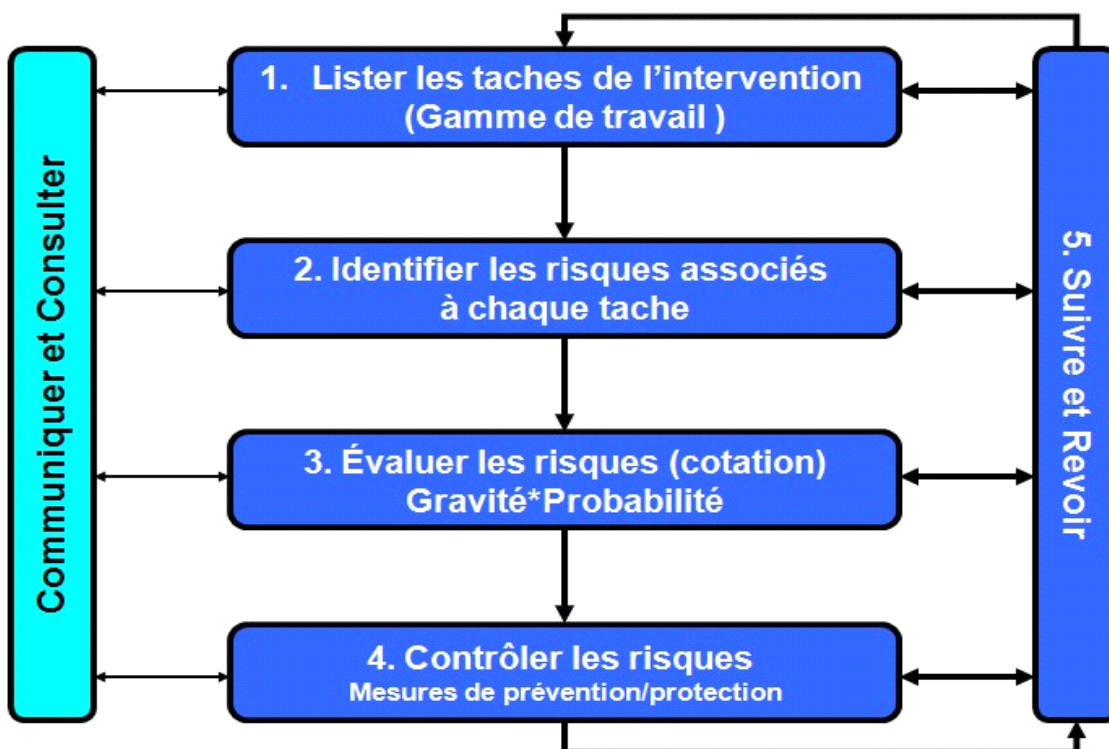 Communiquer et Consulter
1. Lister les taches de l’intervention
(Gamme de travail )
2. Identifier les risques associés
à chaque tache
3. Évaluer les risques (cotation)
Gravité*Probabilité
4. Contrôler les risques
Mesures de prévention/protection
5. Suivre et Revoir